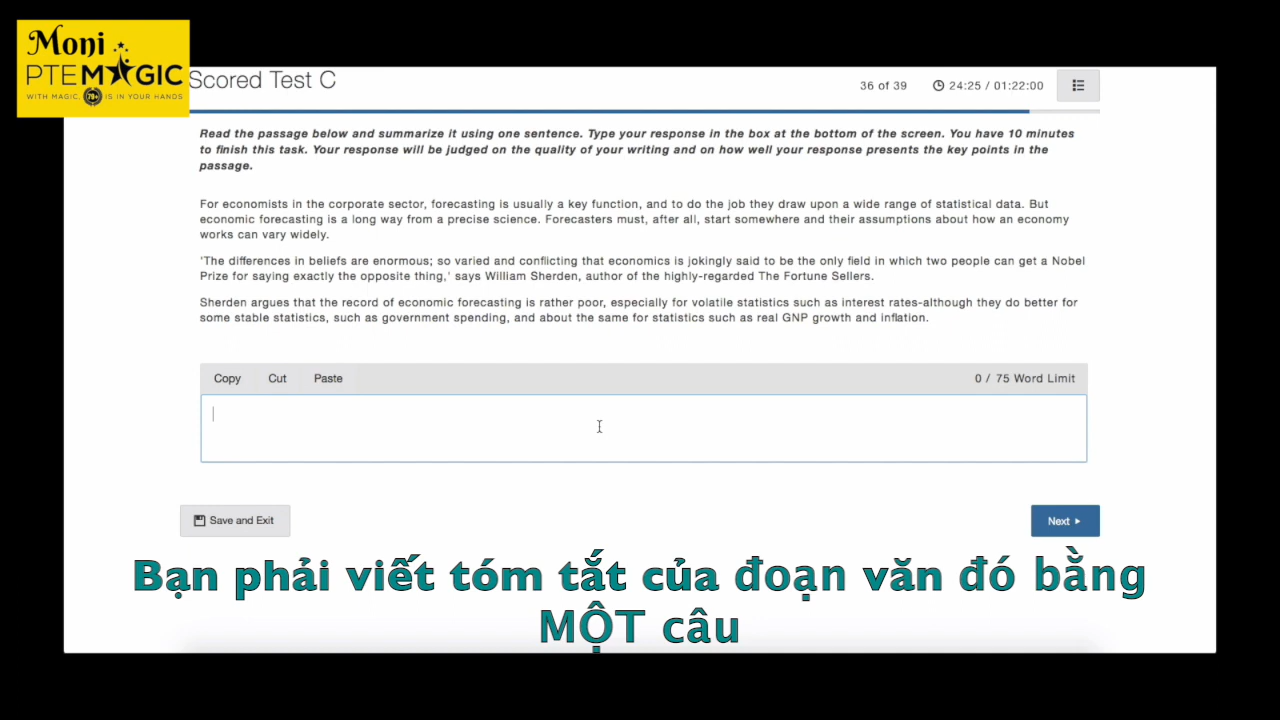 Moni
PTEMAGIC
WITH MAGIC, 79+ IS IN YOUR HANDS
Scored Test C
36 of 39
24:25 / 01:22:00
Read the passage below and summarize it using one sentence. Type your response in the box at the bottom of the screen. You have 10 minutes
to finish this task. Your response will be judged on the quality of your writing and on how well your response presents the key points in the
passage.
For economists in the corporate sector, forecasting is usually a key function, and to do the job they draw upon a wide range of statistical data. But
economic forecasting is a long way from a precise science. Forecasters must, after all, start somewhere and their assumptions about how an economy
works can vary widely.
'The differences in beliefs are enormous; so varied and conflicting that economics is jokingly said to be the only field in which two people can get a Nobel
Prize for saying exactly the opposite thing,' says William Sherden, author of the highly-regarded The Fortune Sellers.
Sherden argues that the record of economic forecasting is rather poor, especially for volatile statistics such as interest rates-although they do better for
some stable statistics, such as government spending, and about the same for statistics such as real GNP growth and inflation.
Copy Cut Paste
0 / 75 Word Limit
Save and Exit
Next
Bạn phải viết tóm tắt của đoạn văn đó bằng
MỘT câu